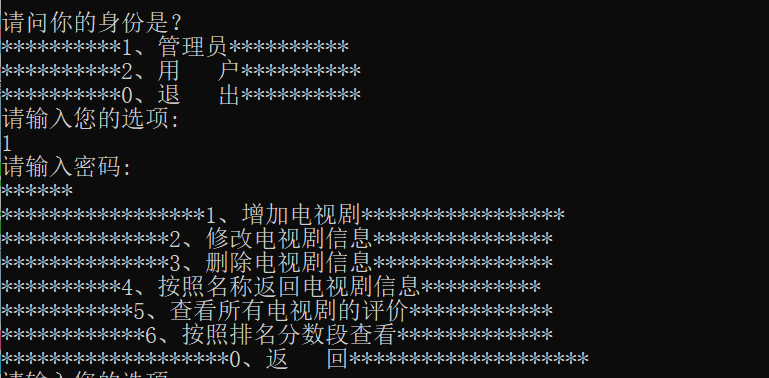 请问你的身份是？
**********1、管理员**********
**********2、用   户**********
**********0、退   出**********
请输入您的选项:
1
请输入密码:
******
*****************1、增加电视剧*****************
**************2、修改电视剧信息***************
**************3、删除电视剧信息***************
**********4、按照名称返回电视剧信息**********
***********5、查看所有电视剧的评价************
************6、按照排名分数段查看*************
*******************0、返   回********************
请输入您的选项